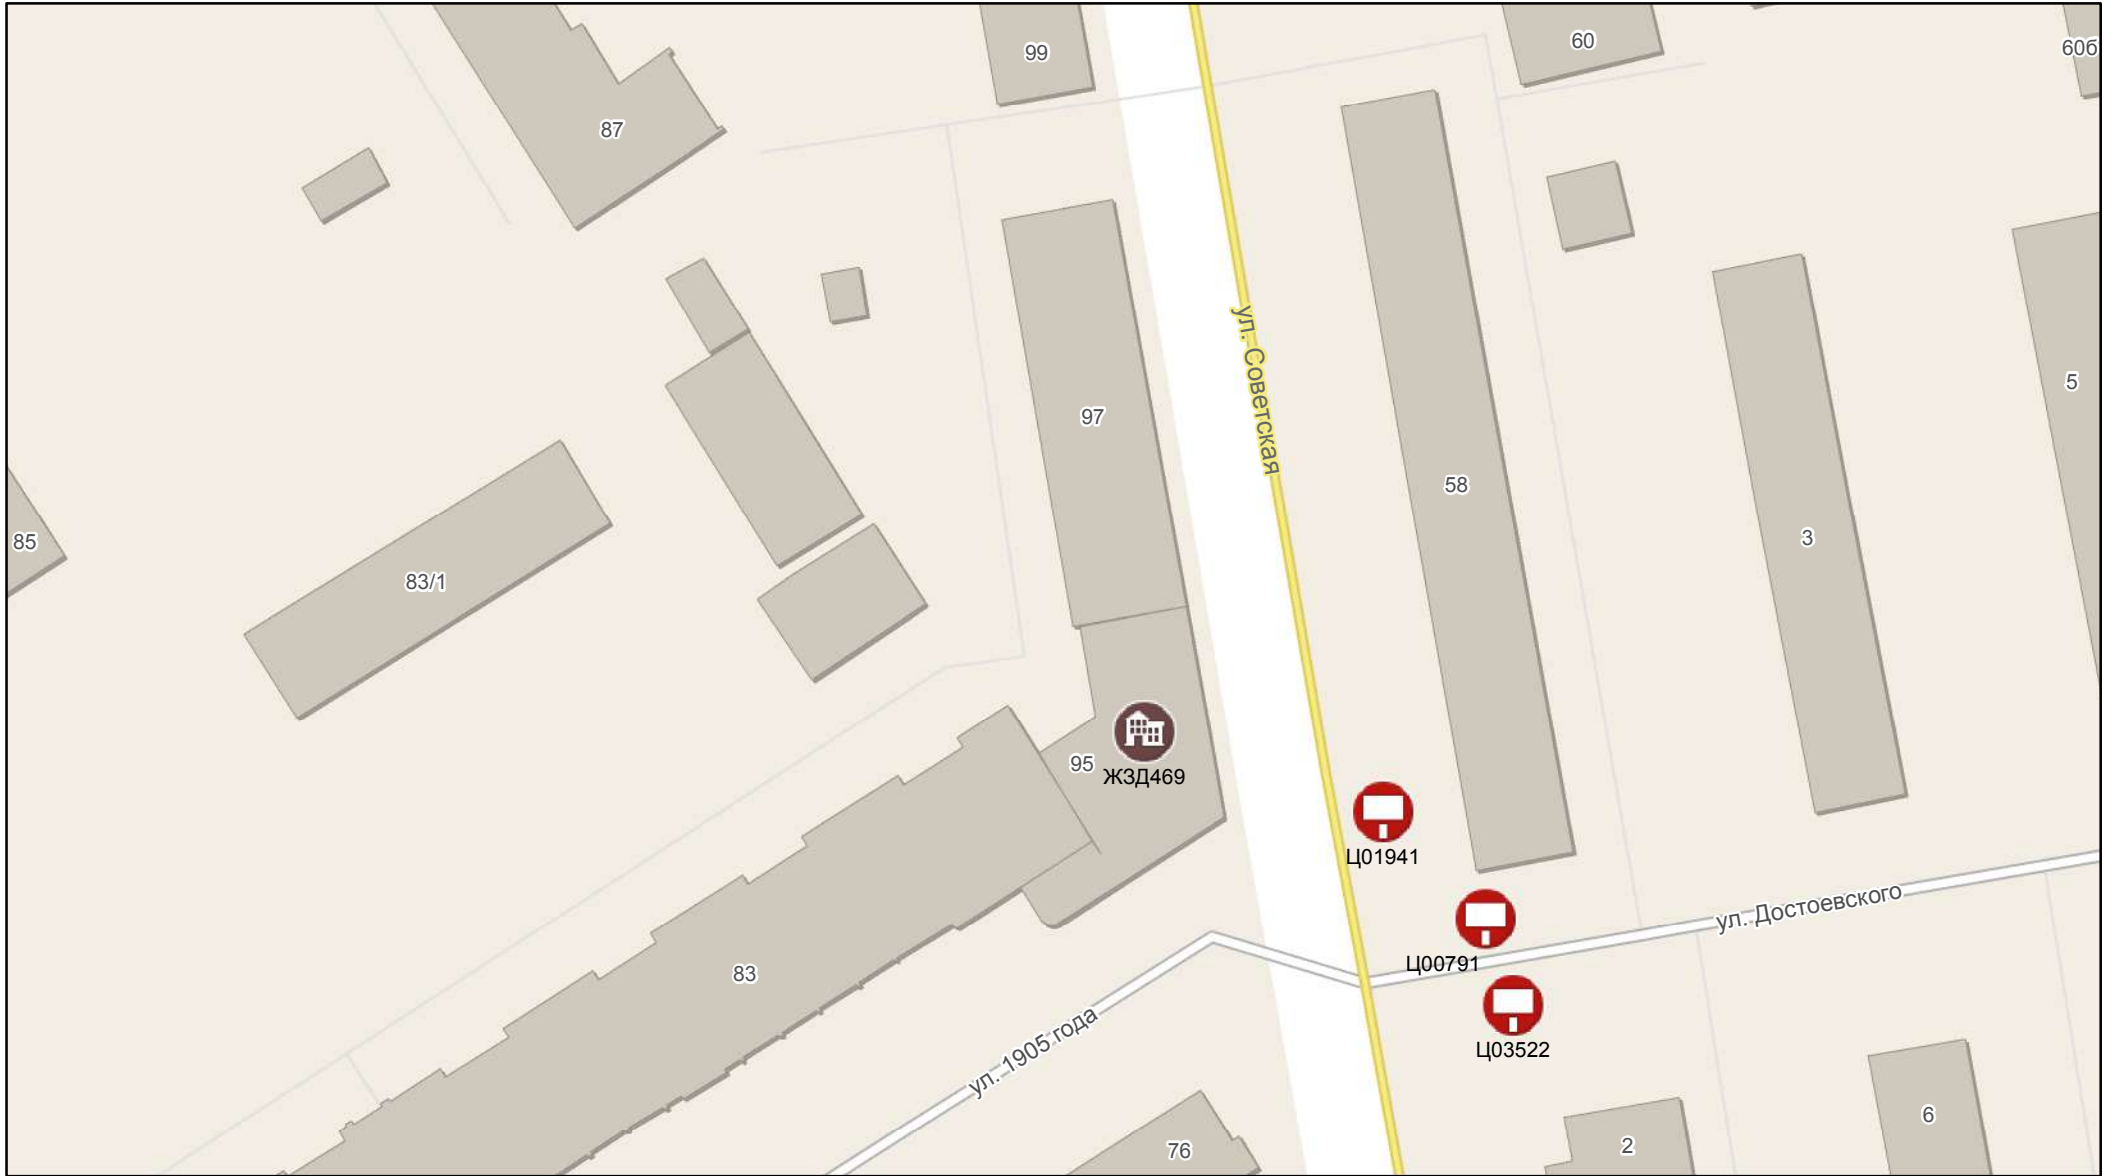 99
60
60б
87
97
ул. Советская
58
5
3
85
83/1
95
ЖЗД469
Ц01941
ул. Достоевского
Ц00791
83
ул. 1905 года
Ц03522
76
2
6